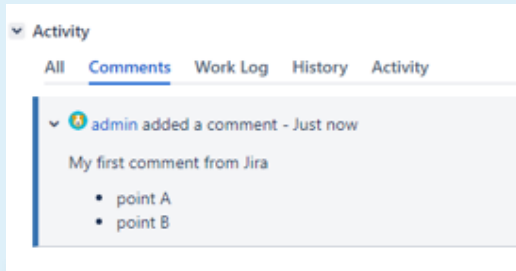 Activity
All Comments Work Log History Activity
admin added a comment - Just now
My first comment from Jira
• point A
• point B